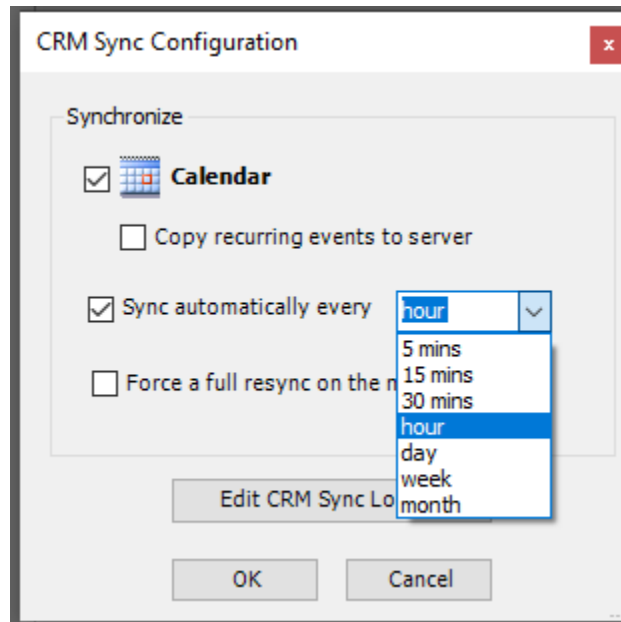 CRM Sync Configuration
x
Synchronize
Calendar
Copy recurring events to server
Sync automatically every hour
5 mins
15 mins
30 mins
hour
day
week
month
Force a full resync on the
Edit CRM Sync
OK Cancel